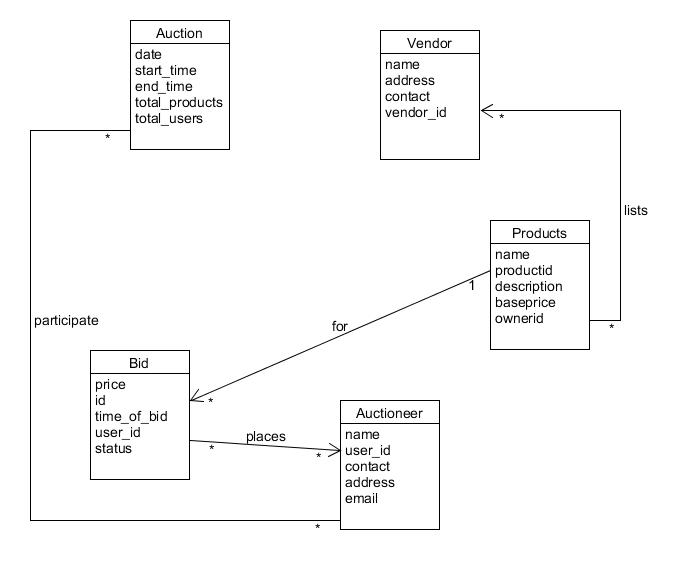 Auction
date
start_time
end_time
total_products
total_users
*
Vendor
name
address
contact
vendor_id
*
lists
Products
name
productid
description
baseprice
ownerid
*
1
for
participate
Bid
price
id
time_of_bid
user_id
status
*
*
places
*
Auctioneer
name
user_id
contact
address
email
*